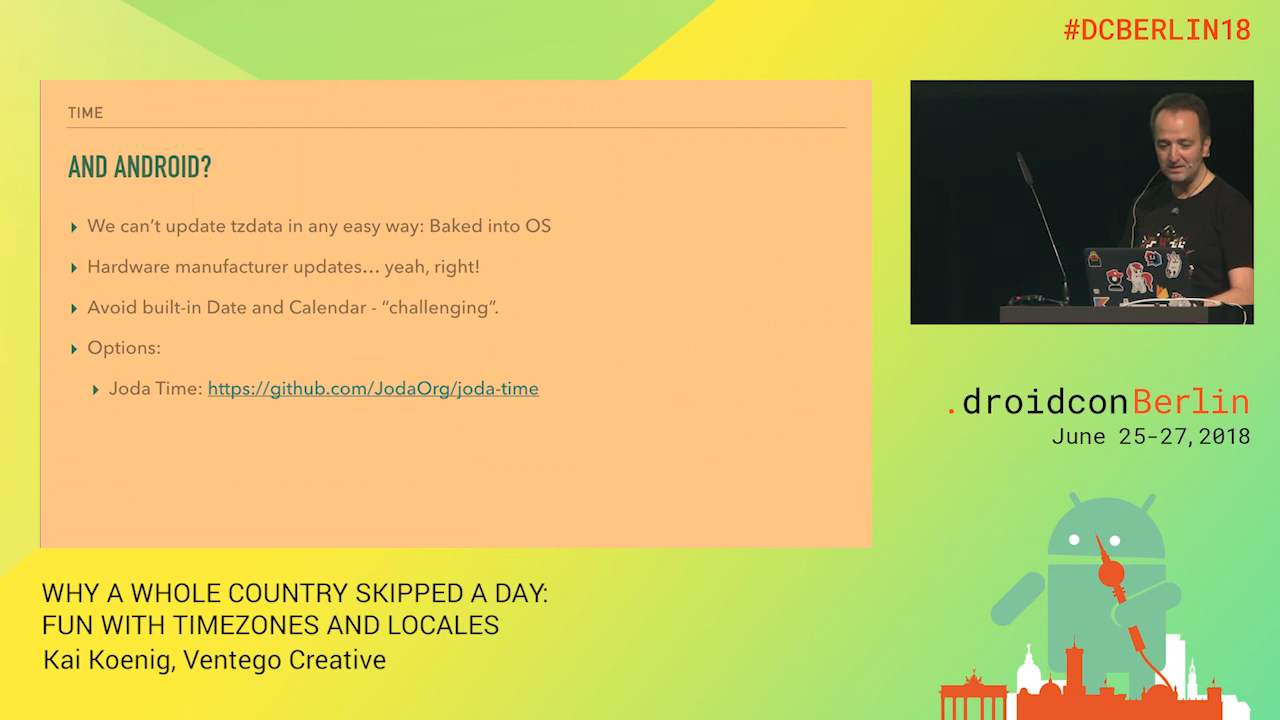 #DCBERLIN18
TIME
AND ANDROID?
We can’t update tzdata in any easy way: Baked into OS
Hardware manufacturer updates… yeah, right!
Avoid built-in Date and Calendar - “challenging”.
Options:
Joda Time: https://github.com/JodaOrg/joda-time
.droidconBerlin
June 25-27, 2018
WHY A WHOLE COUNTRY SKIPPED A DAY:
FUN WITH TIMEZONES AND LOCALES
Kai Koenig, Ventego Creative